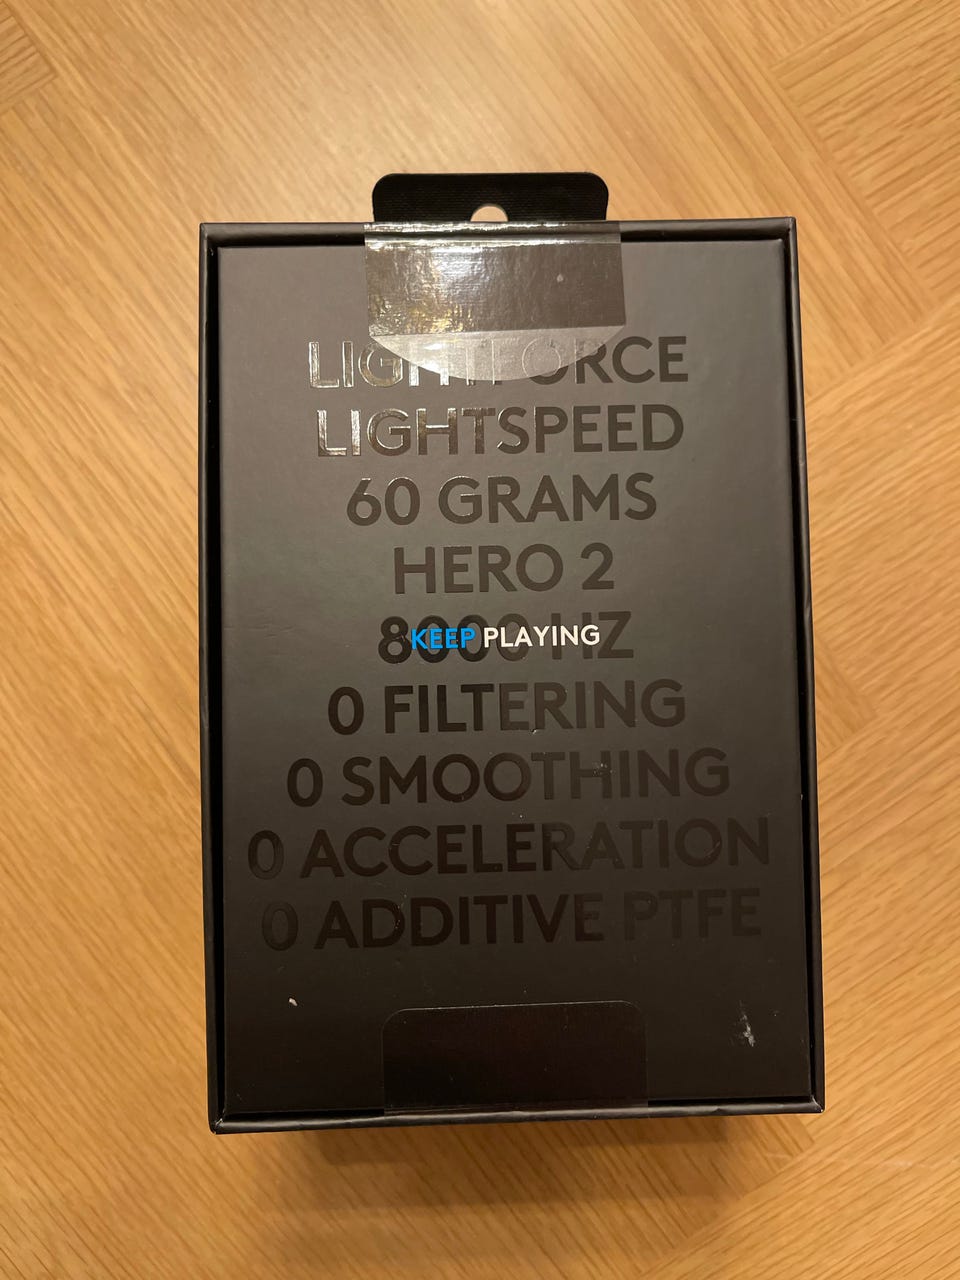 LIGHTFORCE
LIGHTSPEED
60 GRAMS
HERO 2
8000 HZ
KEEP PLAYING
0 FILTERING
0 SMOOTHING
0 ACCELERATION
0 ADDITIVE PTFE